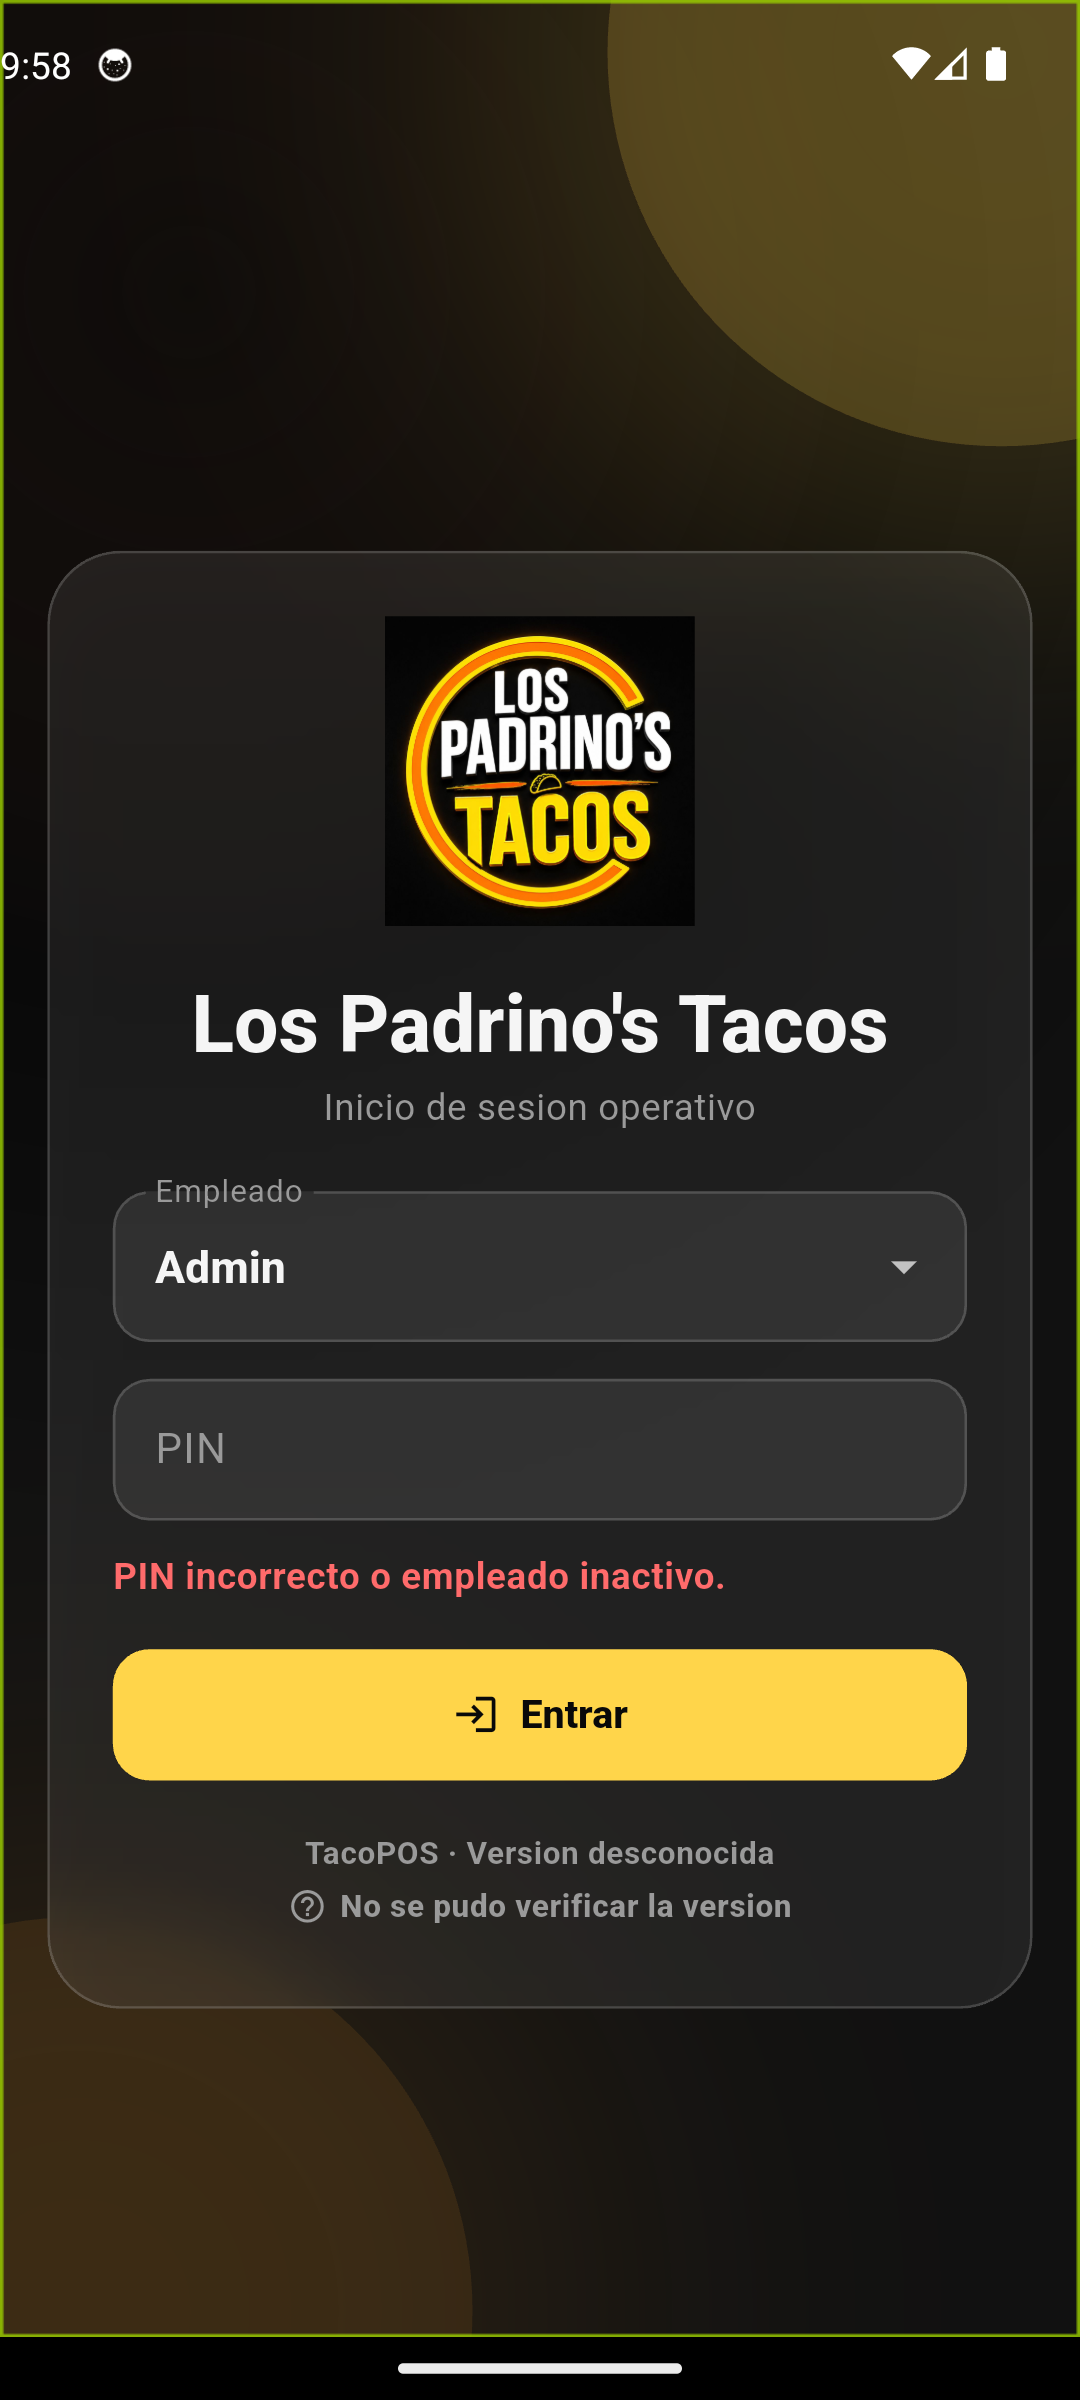 9:58
LOS
PADRINO'S
TACOS
Los Padrino's Tacos
Inicio de sesion operativo
Empleado
Admin
PIN
PIN incorrecto o empleado inactivo.
Entrar
TacoPOS · Version desconocida
No se pudo verificar la version